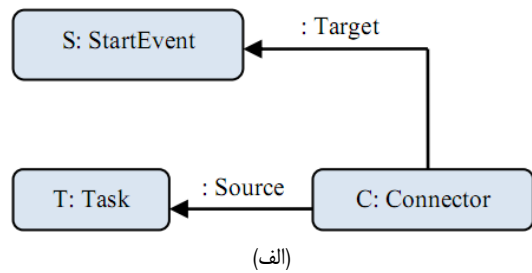 S: StartEvent
: Target
T: Task
: Source
C: Connector
(الف)